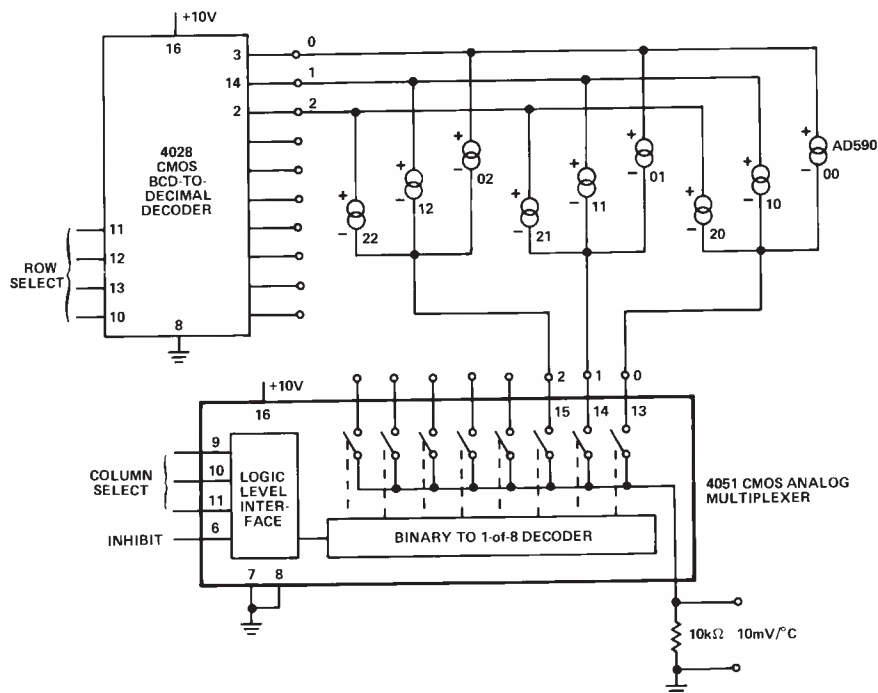 +10V
16
3
0
14
1
2
2
4028
CMOS
BCD-TO-
DECIMAL
DECODER
11
12
13
10
ROW
SELECT
8
+
−
22
+
−
12
+
−
02
+
−
21
+
−
11
+
−
01
+
−
20
+
−
10
+
−
00
AD590
2
1
0
+10V
16
15
14
13
9
10
11
6
COLUMN
SELECT
INHIBIT
LOGIC
LEVEL
INTER-
FACE
BINARY TO 1-of-8 DECODER
4051 CMOS ANALOG
MULTIPLEXER
7
8
10kΩ 10mV/°C